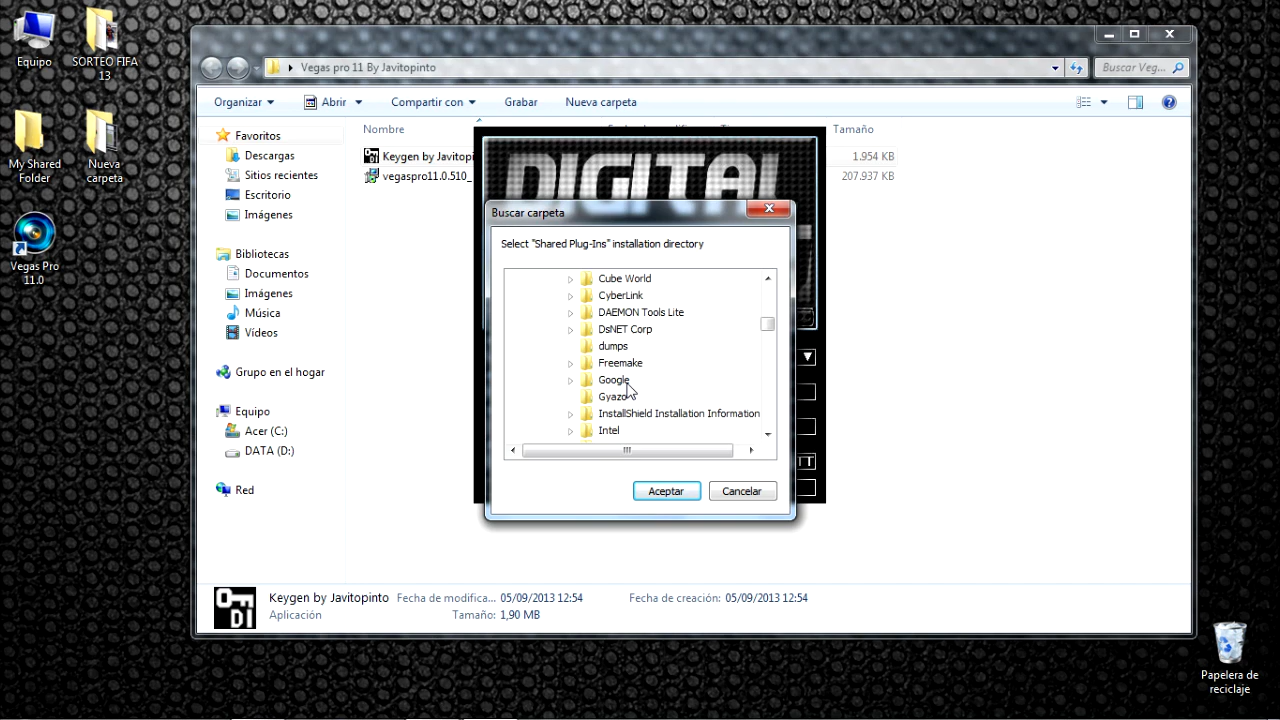 Equipo
SORTEO FIFA
13
My Shared
Folder
Nueva
carpeta
Vegas Pro
11.0
Vegas pro 11 By Javitopinto
Buscar Veg...
Organizar
Abrir
Compartir con
Grabar
Nueva carpeta
Favoritos
Descargas
Sitios recientes
Escritorio
Imágenes
Bibliotecas
Documentos
Imágenes
Música
Vídeos
Grupo en el hogar
Equipo
Acer (C:)
DATA (D:)
Red
Nombre
Tamaño
Keygen by Javitopi
1.954 KB
vegaspro11.0.510_
207.937 KB
DIGITAL
Buscar carpeta
Select "Shared Plug-Ins" installation directory
Cube World
CyberLink
DAEMON Tools Lite
DsNET Corp
dumps
Freemake
Google
Gyazo
InstallShield Installation Information
Intel
Aceptar
Cancelar
Keygen by Javitopinto
Fecha de modifica... 05/09/2013 12:54
Fecha de creación: 05/09/2013 12:54
Aplicación
Tamaño: 1,90 MB
Papelera de
reciclaje